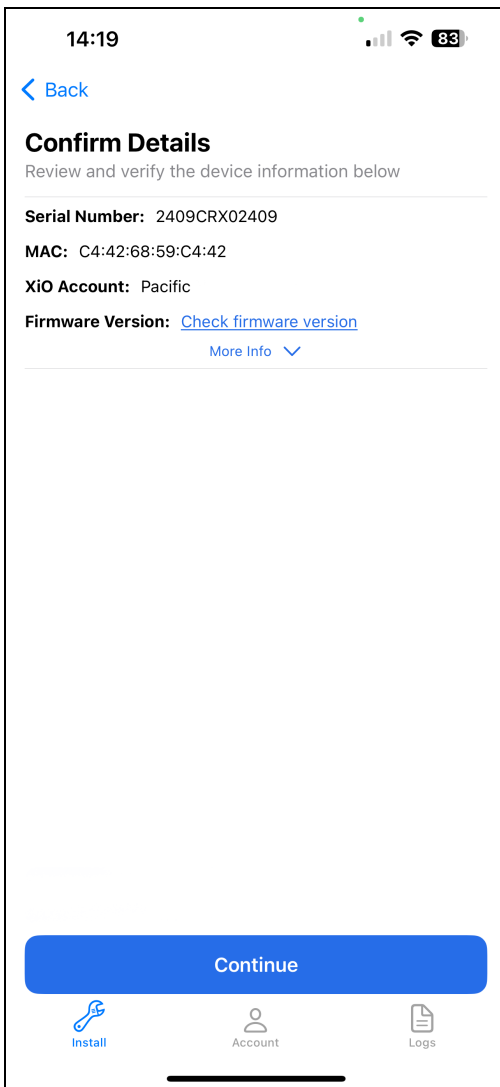 14:19
83
Back
Confirm Details
Review and verify the device information below
Serial Number: 2409CRX02409
MAC: C4:42:68:59:C4:42
XiO Account: Pacific
Firmware Version: Check firmware version
More Info
Continue
Install Account Logs